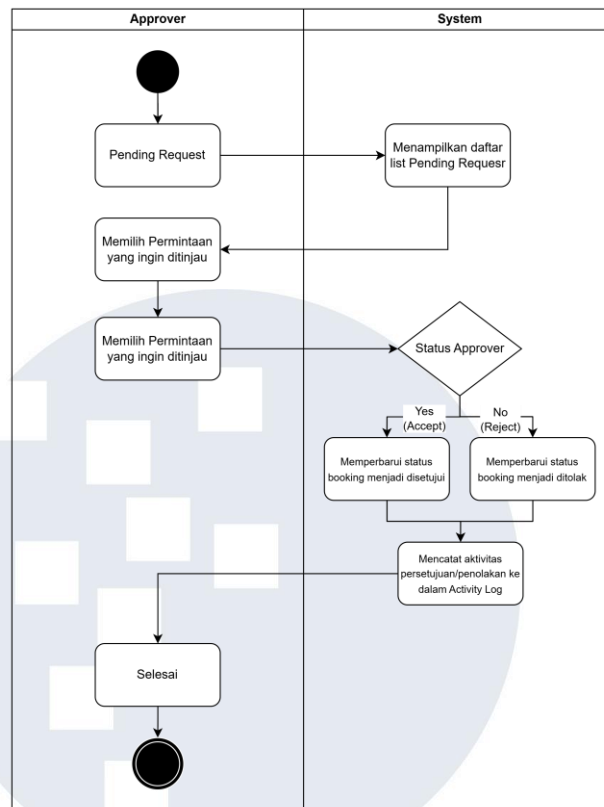 Approver
System
Pending Request
Menampilkan daftar
list Pending Requesr
Memilih Permintaan
yang ingin ditinjau
Memilih Permintaan
yang ingin ditinjau
Status Approver
Yes
(Accept)
No
(Reject)
Memperbarui status
booking menjadi disetujui
Memperbarui status
booking menjadi ditolak
Mencatat aktivitas
persetujuan/penolakan ke
dalam Activity Log
Selesai